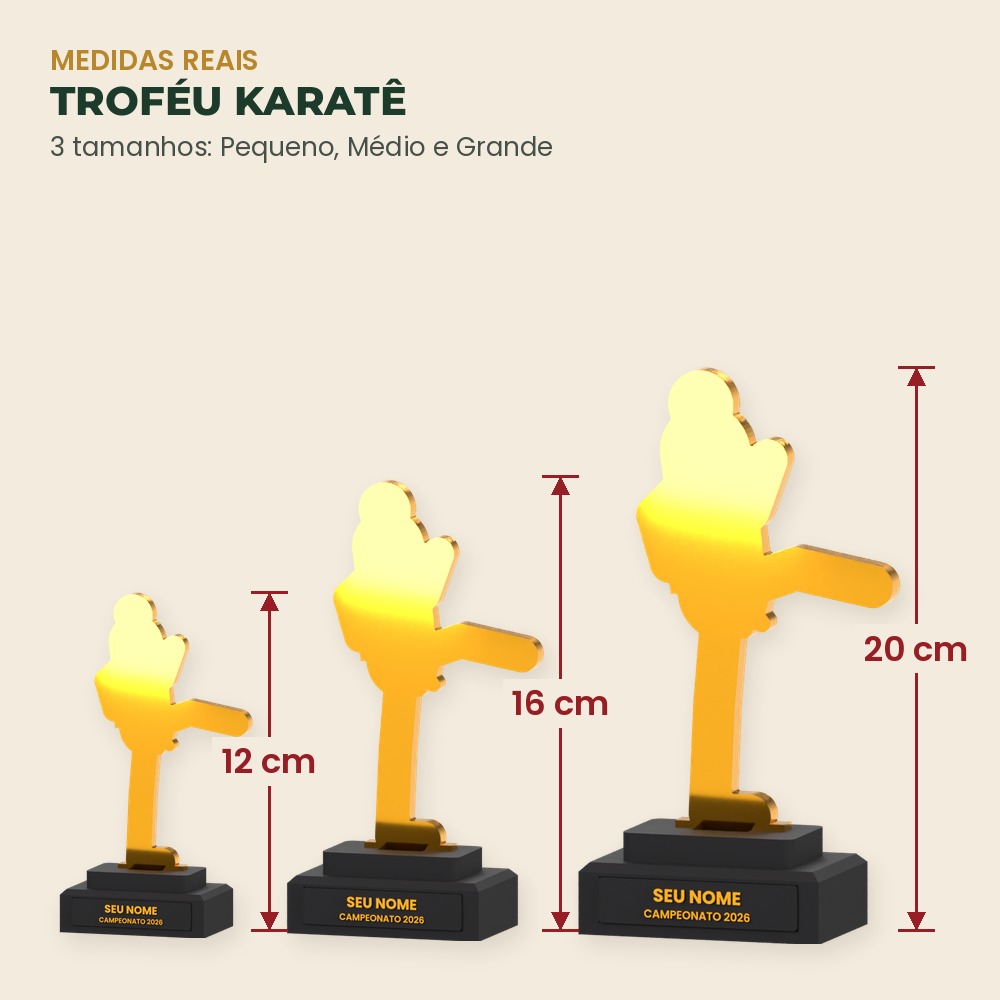 MEDIDAS REAIS
TROFÉU KARATÊ
3 tamanhos: Pequeno, Médio e Grande
20 cm
16 cm
12 cm
SEU NOME
CAMPEONATO 2026
SEU NOME
CAMPEONATO 2026
SEU NOME
CAMPEONATO 2026